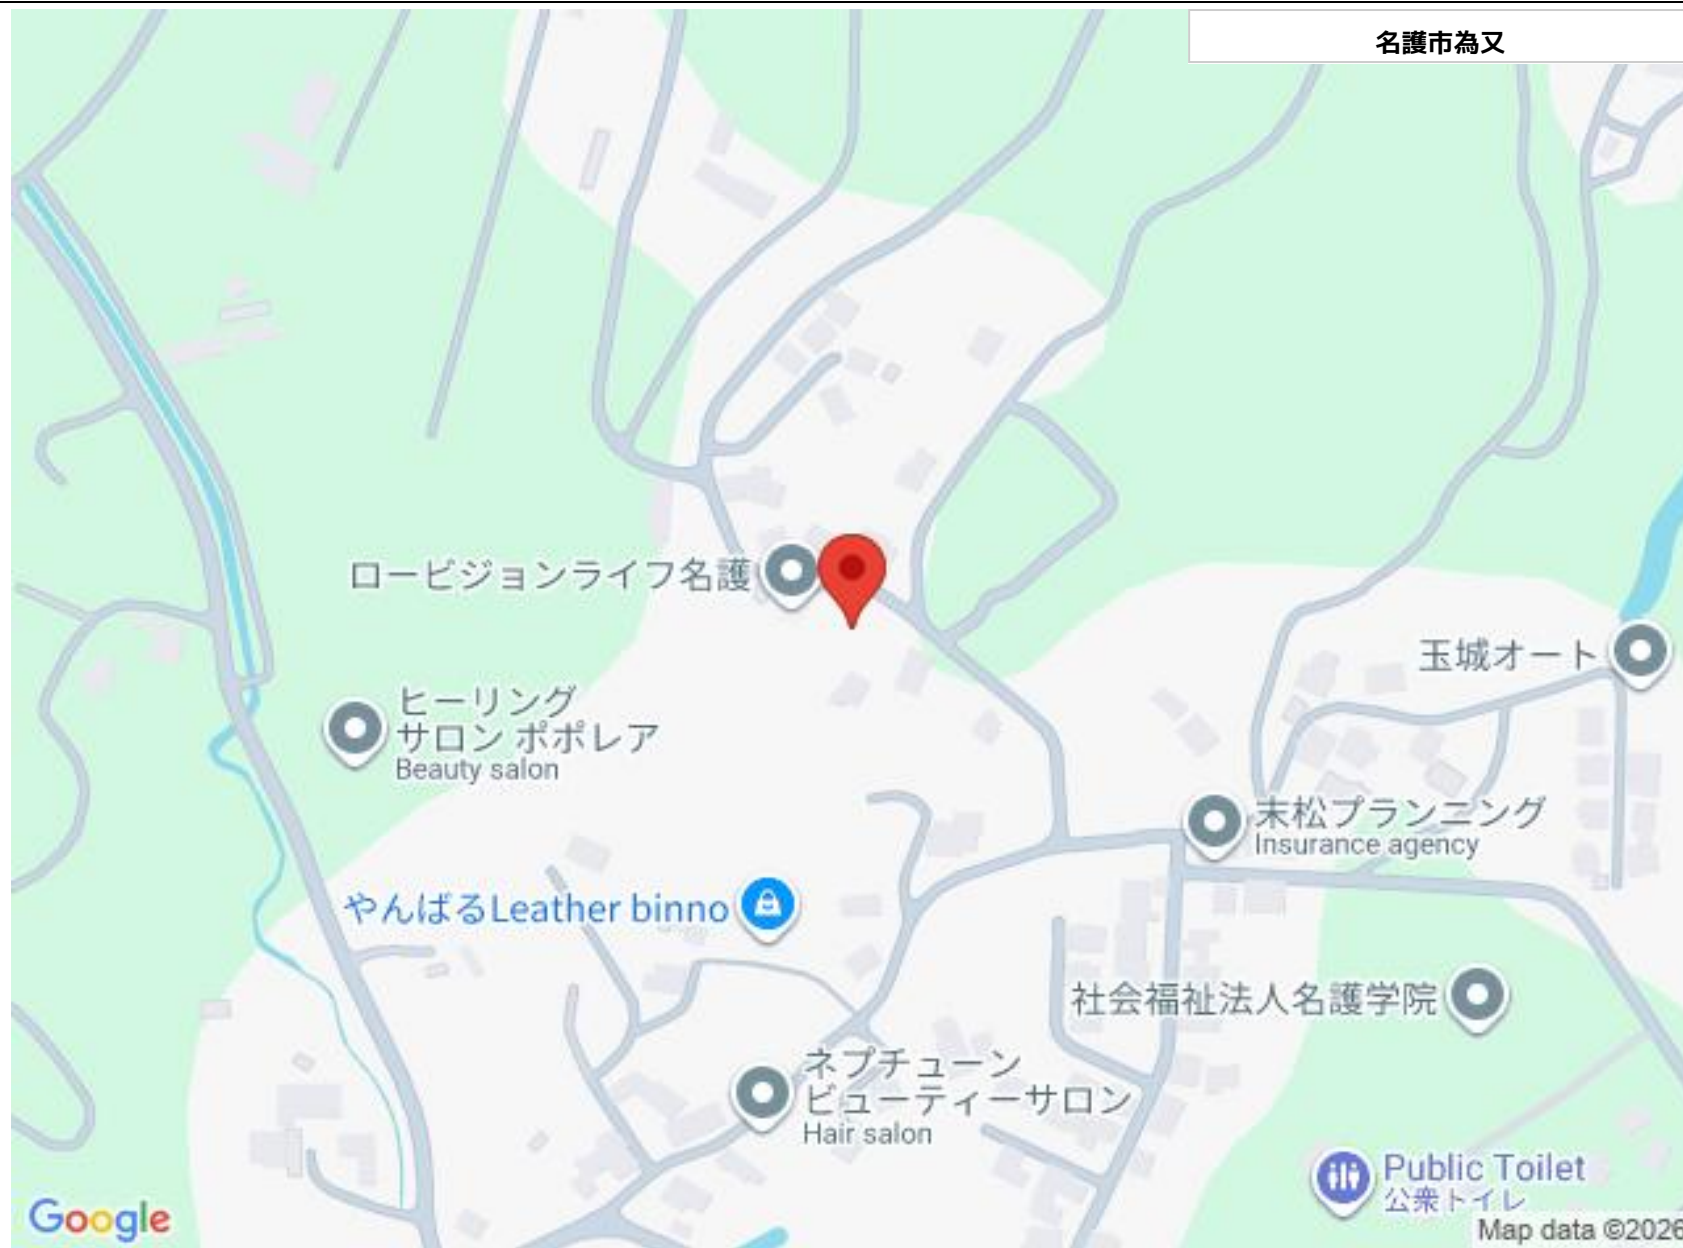 名護市為又
ロービジョンライフ名護
玉城オート
ヒーリング
サロン ポポレア
Beauty salon
末松プランニング
Insurance agency
やんばるLeather binno
社会福祉法人名護学院
ネプチューン
ビューティーサロン
Hair salon
Public Toilet
公衆トイレ
Google
Map data ©2026